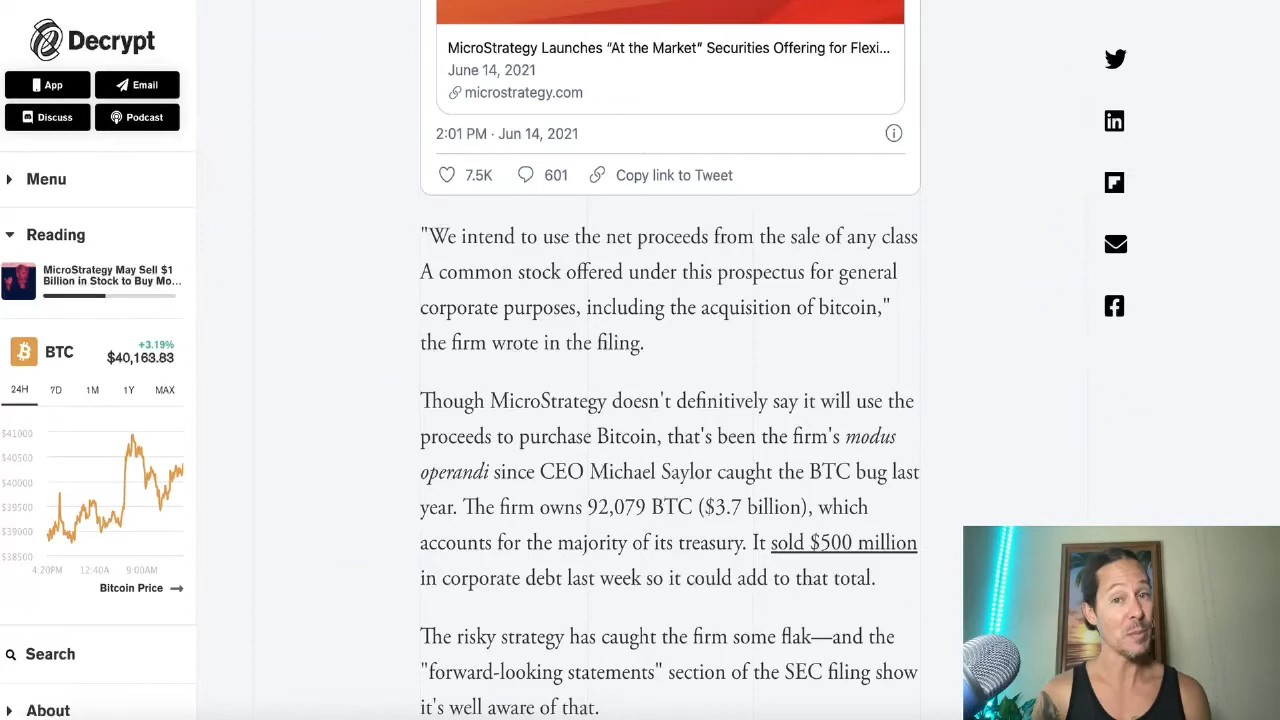 Decrypt
App
Email
Discuss
Podcast
Menu
Reading
MicroStrategy May Sell $1
Billion in Stock to Buy Mo...
BTC
+3.19%
$40,163.83
24H
7D
1M
1Y
MAX
$41000
$40500
$40000
$39500
$39000
$38500
4:20PM
12:40A
9:00AM
Bitcoin Price
Search
About
MicroStrategy Launches “At the Market” Securities Offering for Flexi...
June 14, 2021
microstrategy.com
2:01 PM · Jun 14, 2021
7.5K
601
Copy link to Tweet
"We intend to use the net proceeds from the sale of any class
A common stock offered under this prospectus for general
corporate purposes, including the acquisition of bitcoin,"
the firm wrote in the filing.
Though MicroStrategy doesn't definitively say it will use the
proceeds to purchase Bitcoin, that's been the firm's modus
operandi since CEO Michael Saylor caught the BTC bug last
year. The firm owns 92,079 BTC ($3.7 billion), which
accounts for the majority of its treasury. It sold $500 million
in corporate debt last week so it could add to that total.
The risky strategy has caught the firm some flak—and the
"forward-looking statements" section of the SEC filing show
it's well aware of that.